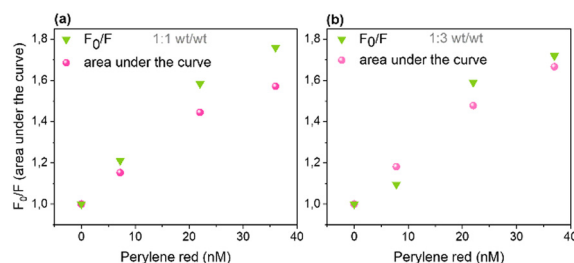 (a)
F0/F
1:1 wt/wt
area under the curve
F0/F (area under the curve)
1,8
1,6
1,4
1,2
1,0
0
10
20
30
40
Perylene red (nM)
(b)
F0/F
1:3 wt/wt
area under the curve
1,8
1,6
1,4
1,2
1,0
0
10
20
30
40
Perylene red (nM)